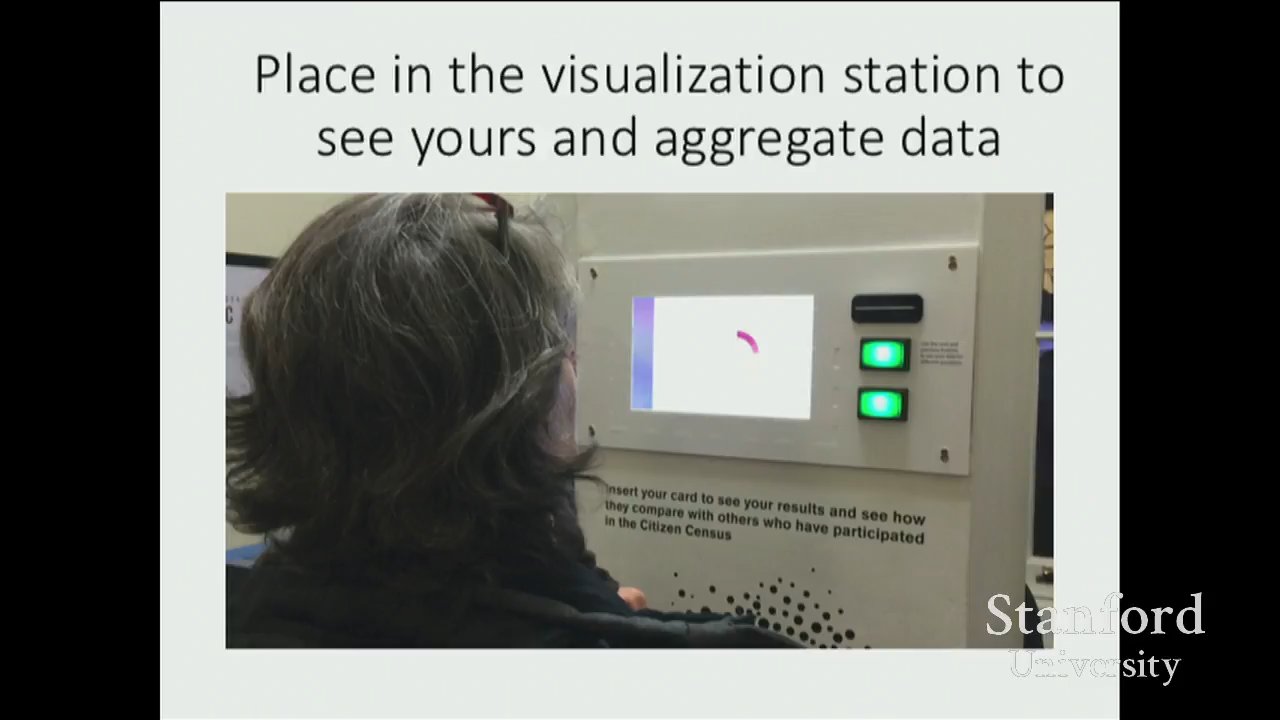 Place in the visualization station to
see yours and aggregate data
C
Insert your card to see your results and see how
they compare with others who have participated
in the Citizen Census
Stanford
University